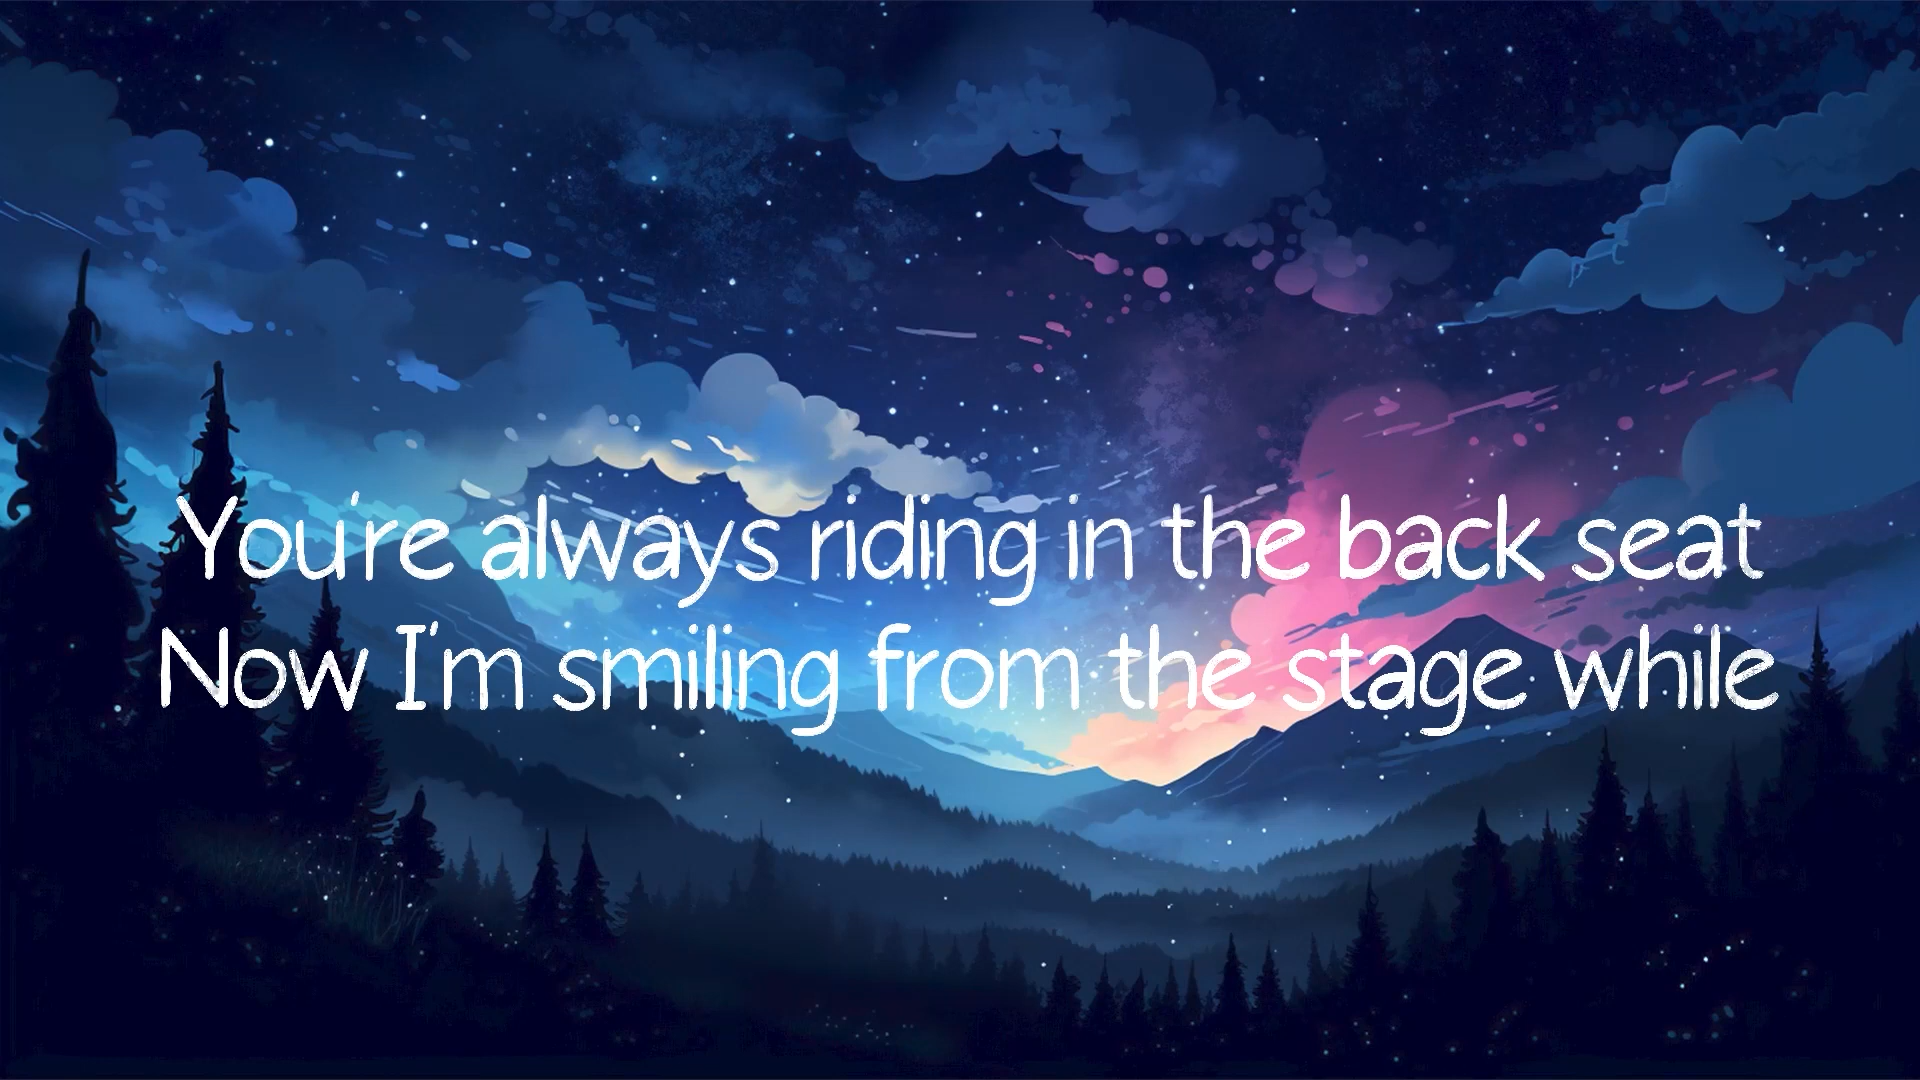 You're always riding in the back seat
Now I'm smiling from the stage while